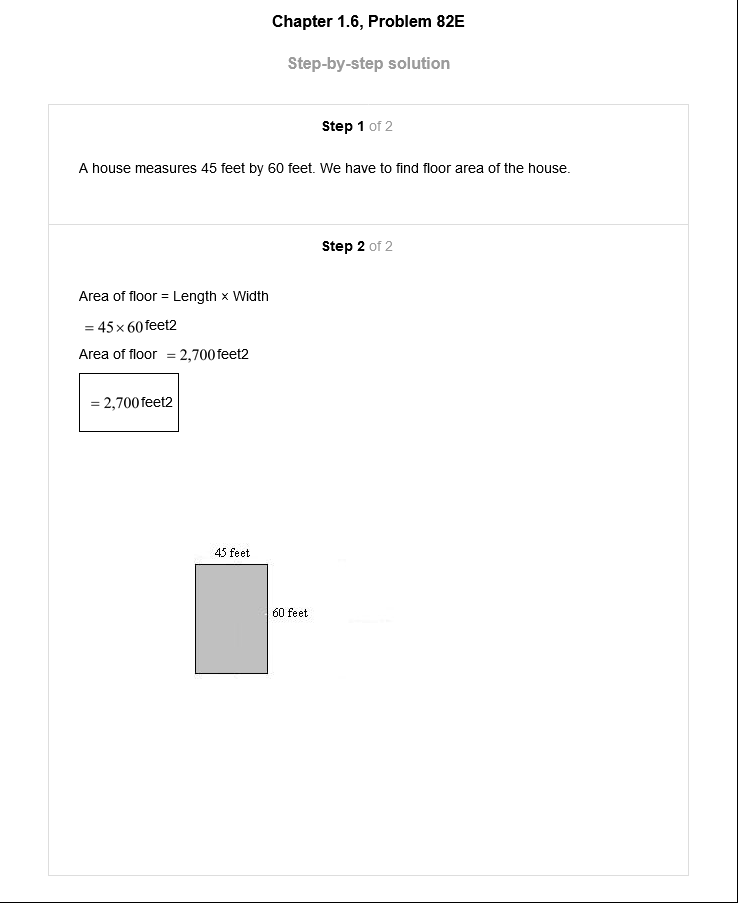 Chapter 1.6, Problem 82E
Step-by-step solution
Step 1 of 2
A house measures 45 feet by 60 feet. We have to find floor area of the house.
Step 2 of 2
Area of floor = Length × Width
= 45 × 60 feet2
Area of floor = 2,700 feet2
= 2,700 feet2
45 feet
60 feet